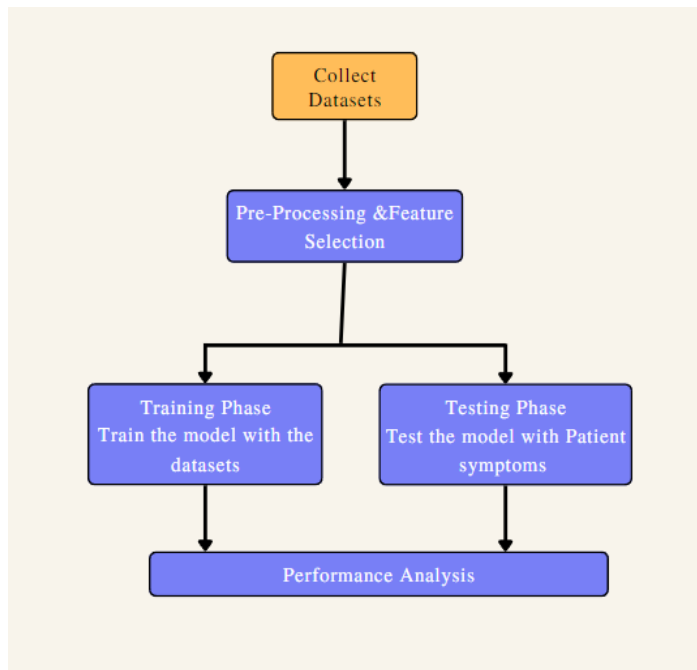 Collect
Datasets
Pre-Processing &Feature
Selection
Training Phase
Train the model with the
datasets
Testing Phase
Test the model with Patient
symptoms
Performance Analysis